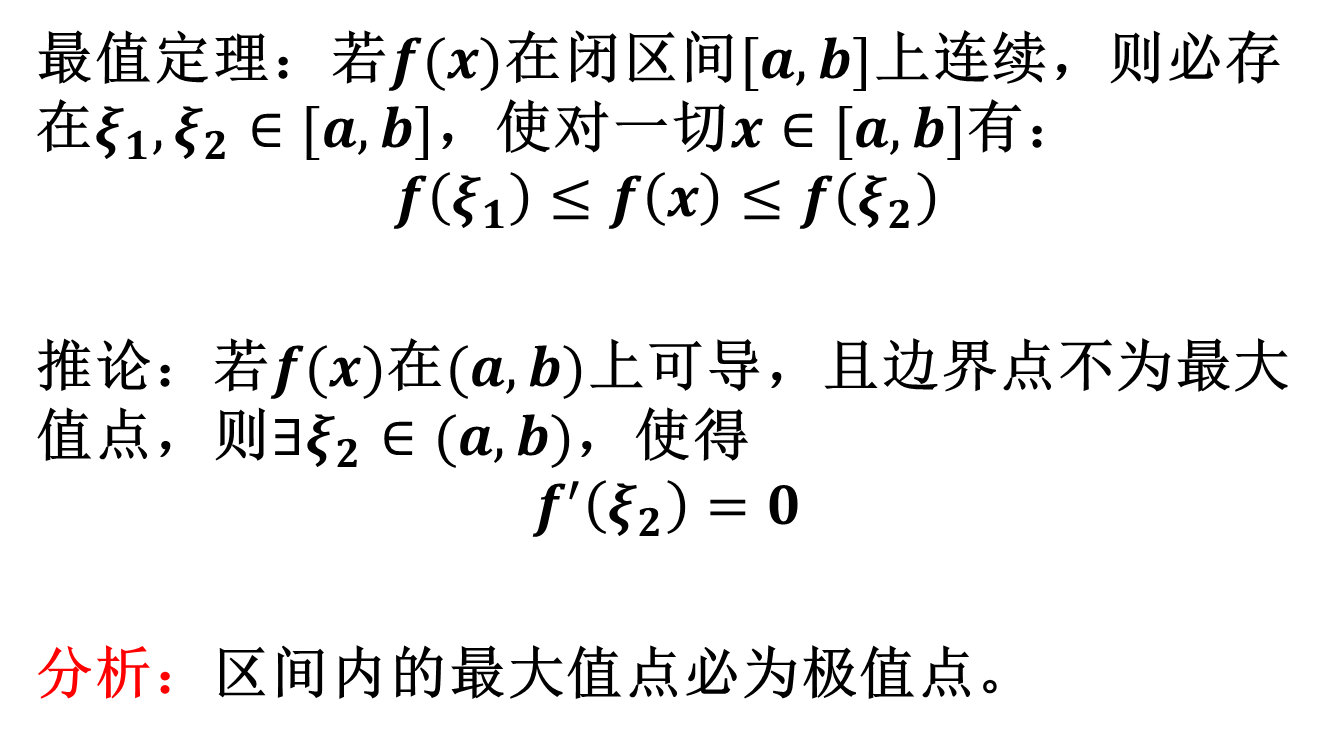 最值定理：若f(x)在闭区间[a, b]上连续，则必存
在ξ₁, ξ₂ ∈ [a, b]，使对一切x ∈ [a, b]有：
f(ξ₁) ≤ f(x) ≤ f(ξ₂)
推论：若f(x)在(a, b)上可导，且边界点不为最大
值点，则∃ξ₂ ∈ (a, b)，使得
f′(ξ₂) = 0
分析：区间内的最大值点必为极值点。